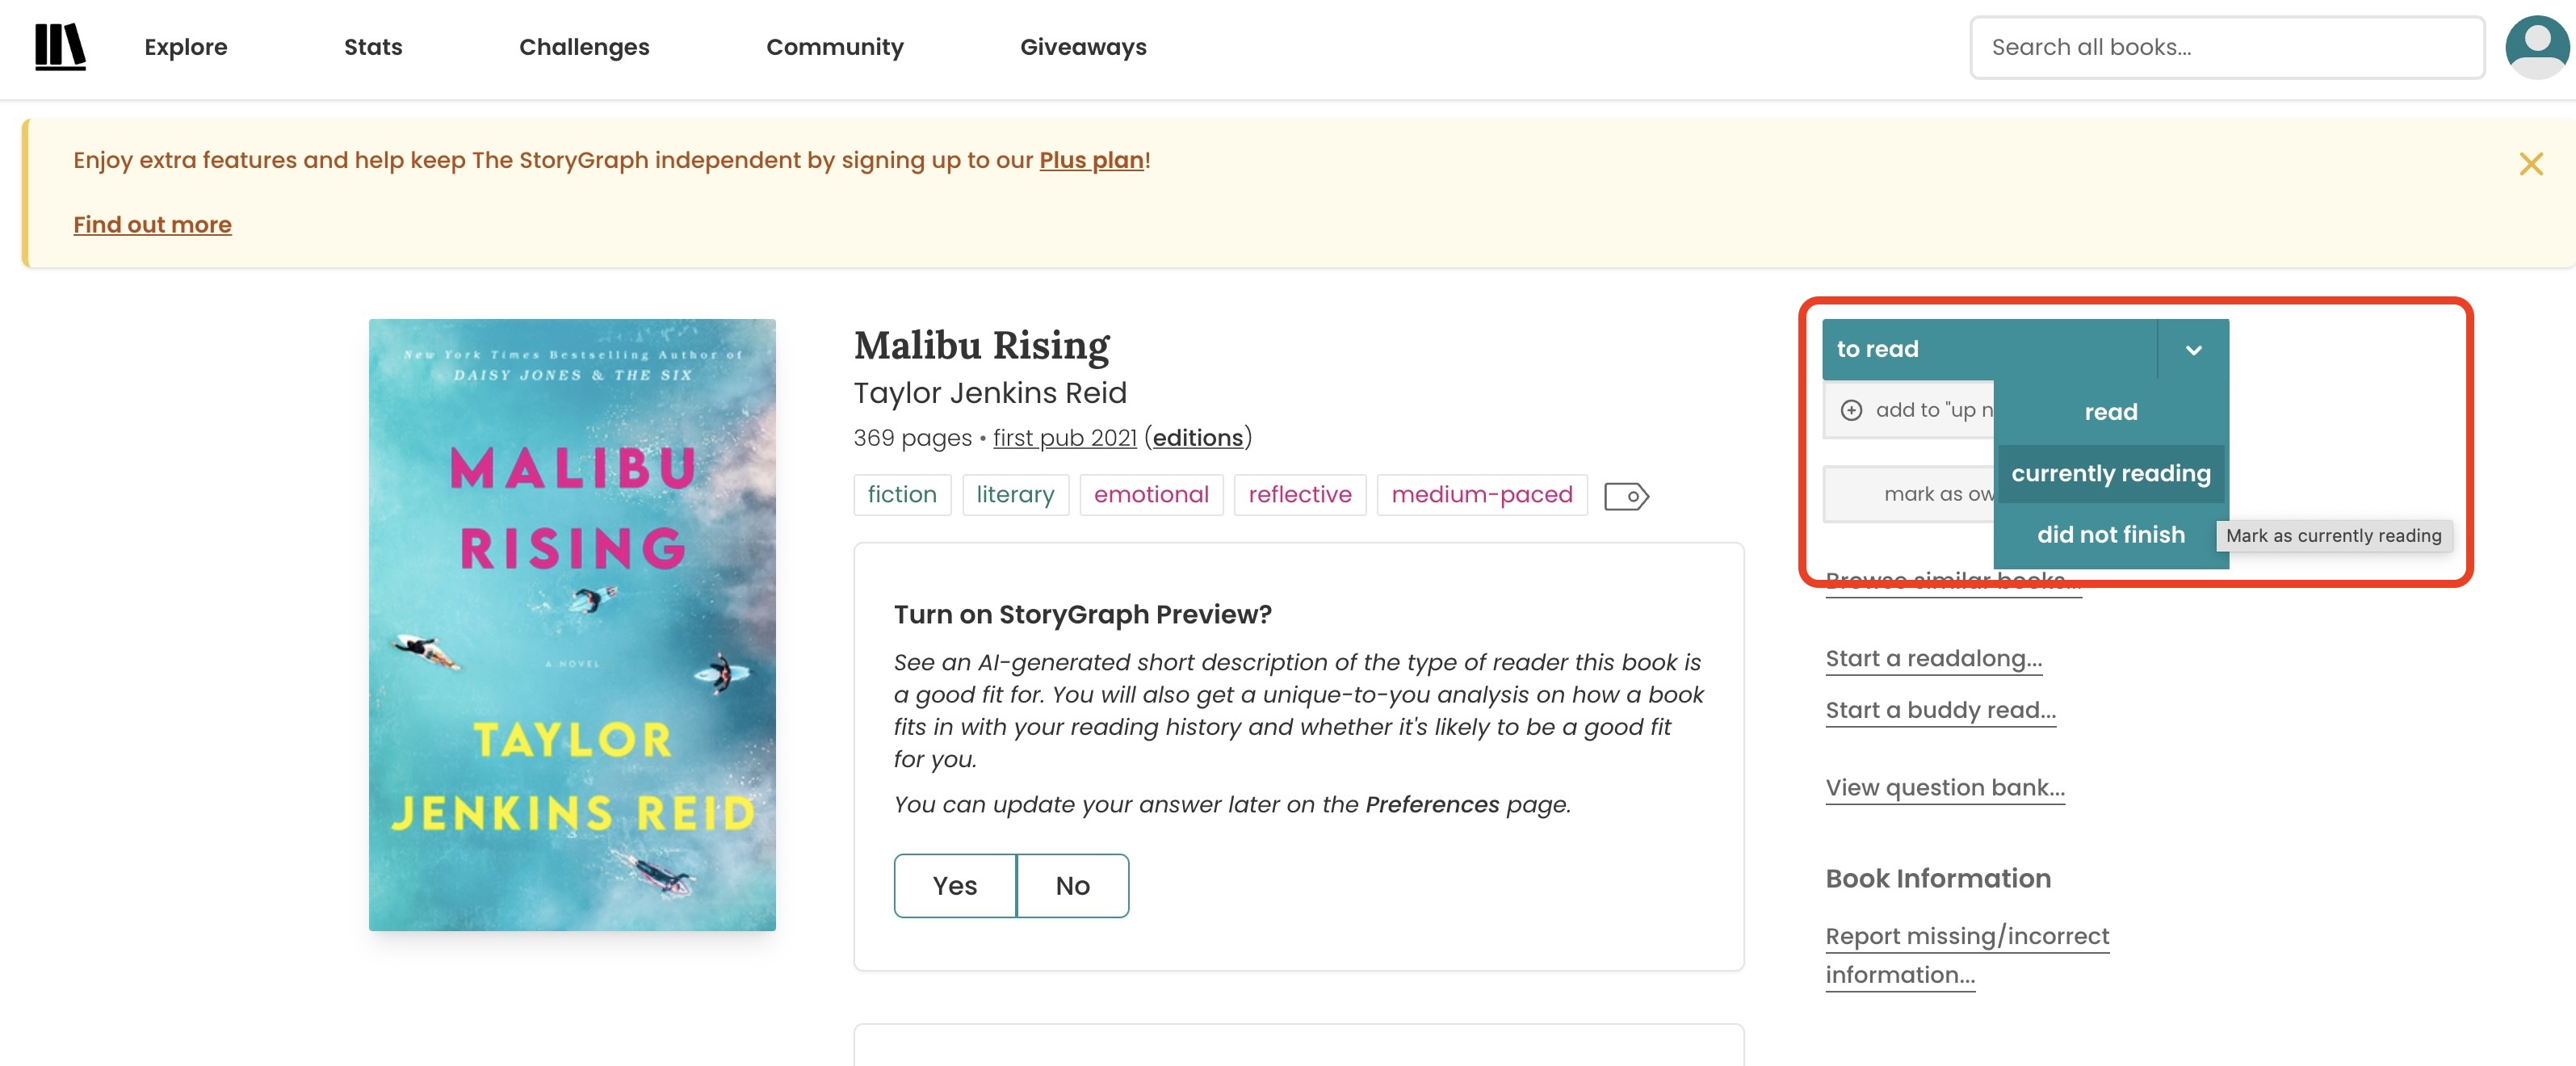 Explore
Stats
Challenges
Community
Giveaways
Search all books...
Enjoy extra features and help keep The StoryGraph independent by signing up to our Plus plan!
Find out more
New York Times Bestselling Author of
DAISY JONES & THE SIX
MALIBU
RISING
A NOVEL
TAYLOR
JENKINS REID
Malibu Rising
Taylor Jenkins Reid
369 pages • first pub 2021 (editions)
fiction
literary
emotional
reflective
medium-paced
Turn on StoryGraph Preview?
See an AI-generated short description of the type of reader this book is
a good fit for. You will also get a unique-to-you analysis on how a book
fits in with your reading history and whether it's likely to be a good fit
for you.
You can update your answer later on the Preferences page.
Yes
No
to read
add to "up n
mark as ow
read
currently reading
did not finish
Mark as currently reading
Browse similar books...
Start a readalong...
Start a buddy read...
View question bank...
Book Information
Report missing/incorrect
information...